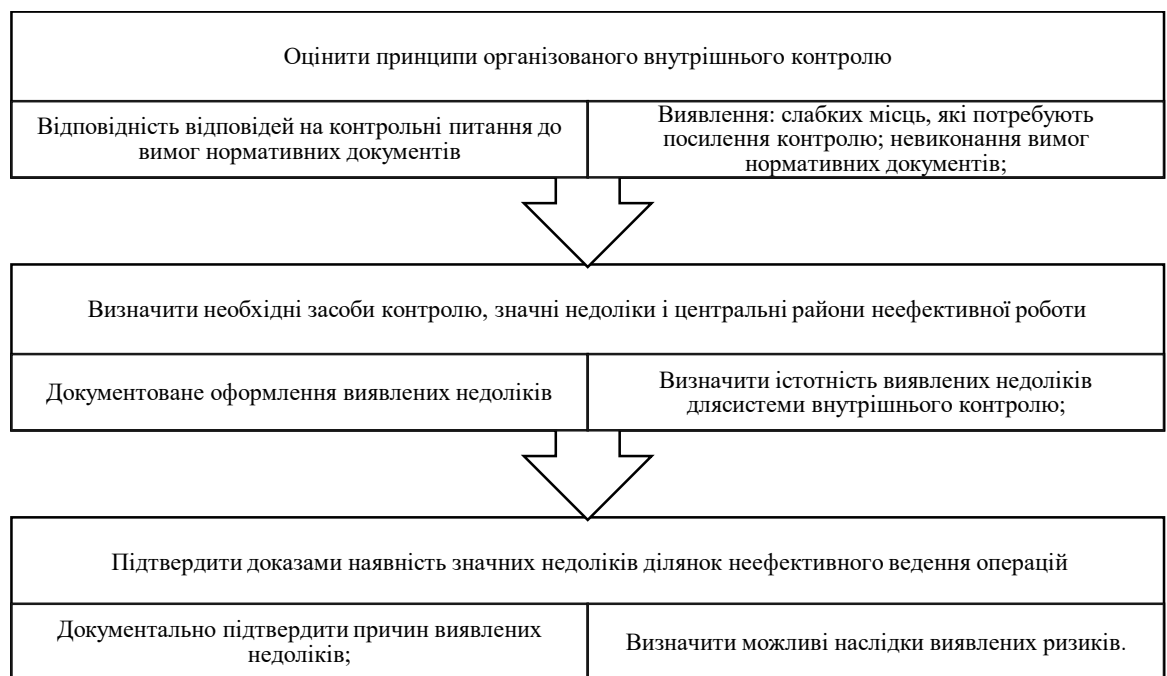 Оцінити принципи організованого внутрішнього контролю
Відповідність відповідей на контрольні питання до
вимог нормативних документів
Виявлення: слабких місць, які потребують
посилення контролю; невиконання вимог
нормативних документів;
Визначити необхідні засоби контролю, значні недоліки і центральні райони неефективної роботи
Документоване оформлення виявлених недоліків
Визначити істотність виявлених недоліків
длясистеми внутрішнього контролю;
Підтвердити доказами наявність значних недоліків ділянок неефективного ведення операцій
Документально підтвердити причин виявлених
недоліків;
Визначити можливі наслідки виявлених ризиків.